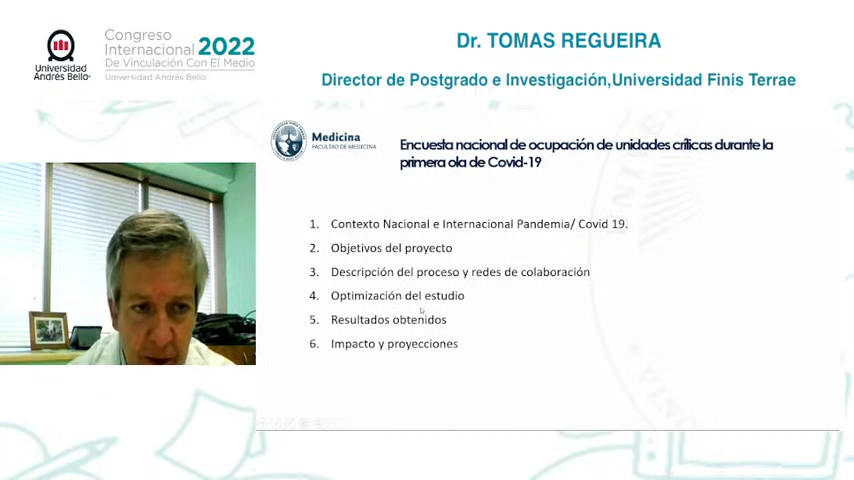 Universidad
Andrés Bello
Congreso
Internacional 2022
De Vinculación Con El Medio
Universidad Andrés Bello
Dr. TOMAS REGUEIRA
Director de Postgrado e Investigación,Universidad Finis Terrae
Medicina
FACULTAD DE MEDICINA
Encuesta nacional de ocupación de unidades críticas durante la
primera ola de Covid-19
1. Contexto Nacional e Internacional Pandemia/ Covid 19.
2. Objetivos del proyecto
3. Descripción del proceso y redes de colaboración
4. Optimización del estudio
5. Resultados obtenidos
6. Impacto y proyecciones